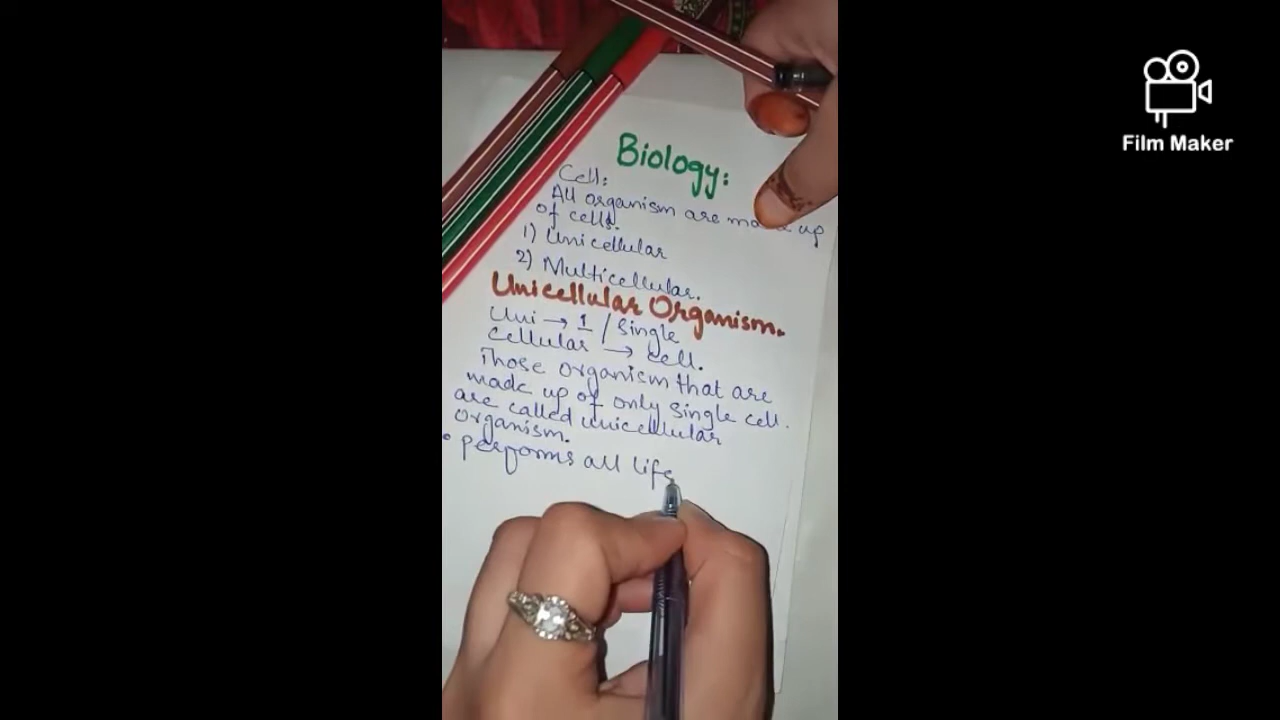 Biology:
Cell:
All organism are made up
of cells.
1) Unicellular
2) Multicellular.
Unicellular Organism.
Uni → 1 / Single
Cellular → cell.
Those organism that are
made up of only single cell.
are called unicellular
organism.
• performs all life
Film Maker